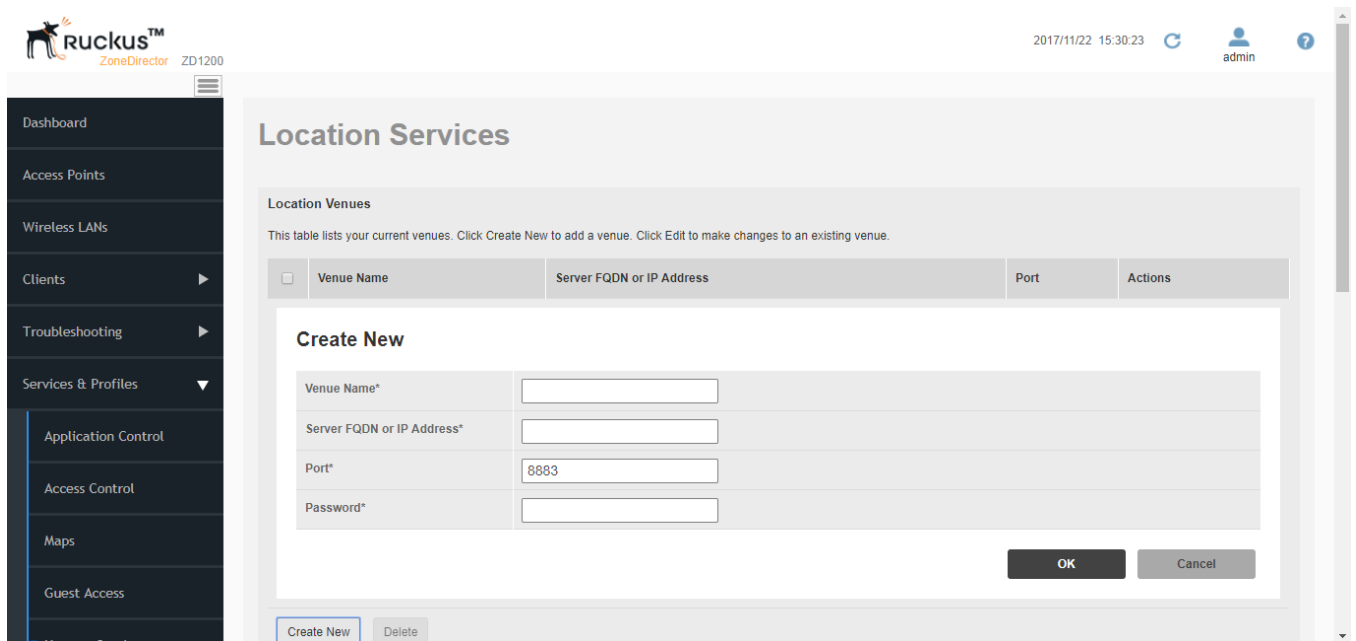 Ruckus™
ZoneDirector ZD1200
2017/11/22 15:30:23
admin
?
Dashboard
Access Points
Wireless LANs
Clients
Troubleshooting
Services & Profiles
Application Control
Access Control
Maps
Guest Access
Location Services
Location Venues
This table lists your current venues. Click Create New to add a venue. Click Edit to make changes to an existing venue.
Venue Name Server FQDN or IP Address Port Actions
Create New
Venue Name*
Server FQDN or IP Address*
Port* 8883
Password*
OK Cancel
Create New Delete